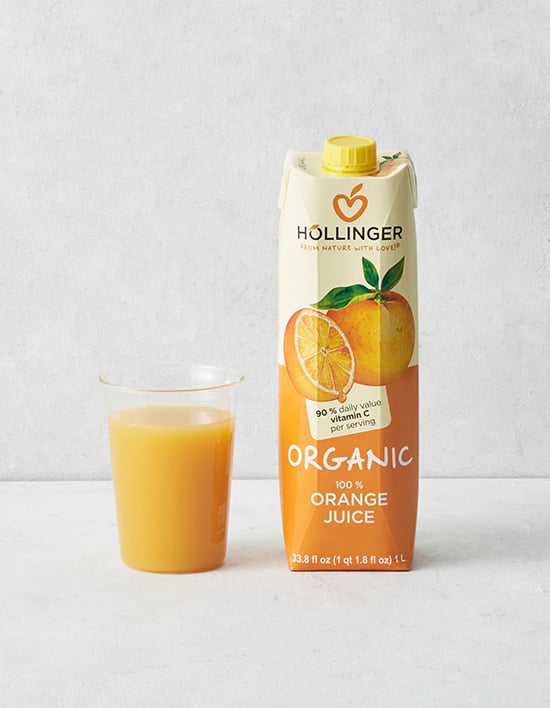 HOLLINGER
FROM NATURE WITH LOVE!®
90 % daily value
vitamin C
per serving
ORGANIC
100 %
ORANGE
JUICE
33.8 fl oz (1 qt 1.8 fl oz) 1 L